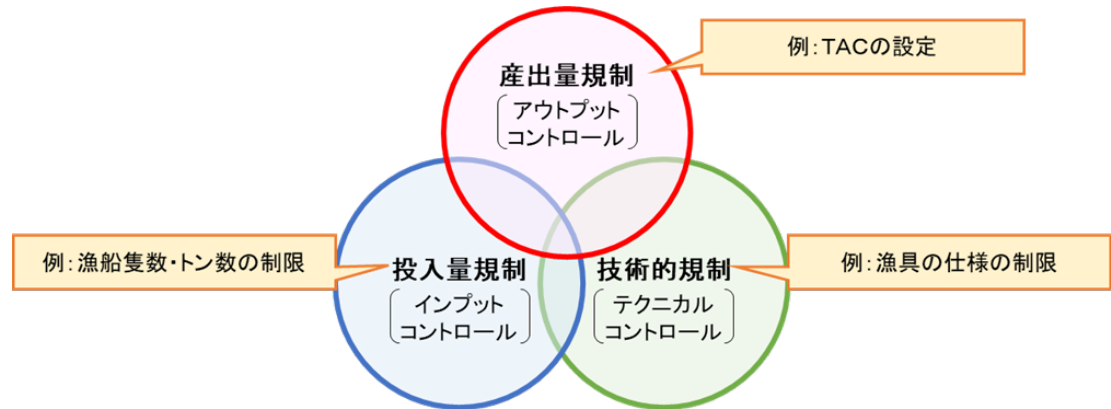 例：TACの設定
産出量規制
アウトプット
コントロール
例：漁船隻数・トン数の制限
投入量規制
インプット
コントロール
例：漁具の仕様の制限
技術的規制
テクニカル
コントロール